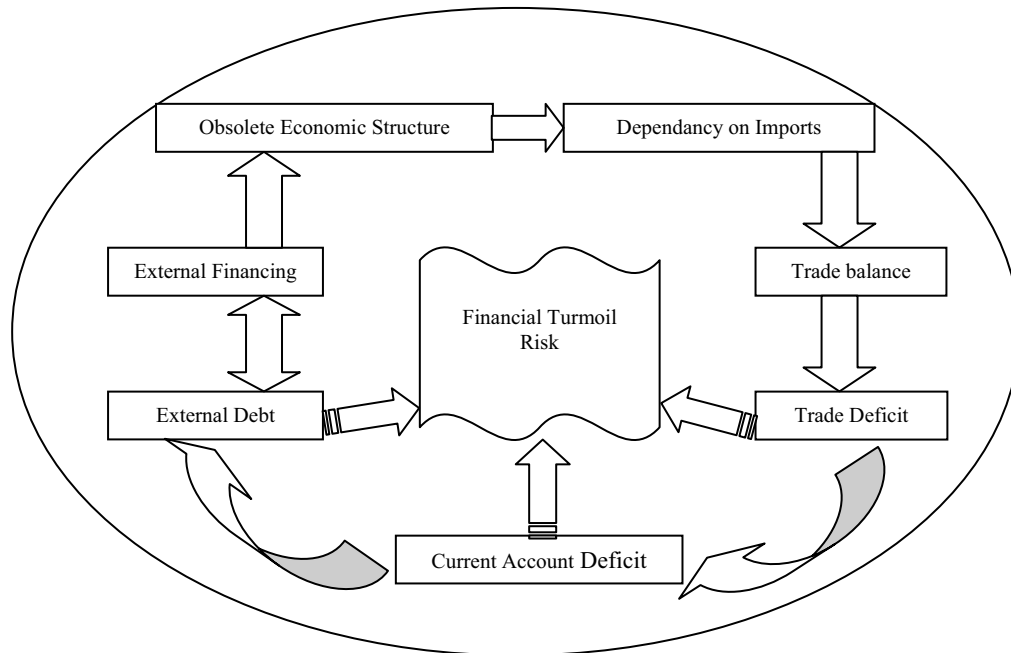 Obsolete Economic Structure
Dependancy on Imports
External Financing
Trade balance
Financial Turmoil
Risk
External Debt
Trade Deficit
Current Account Deficit